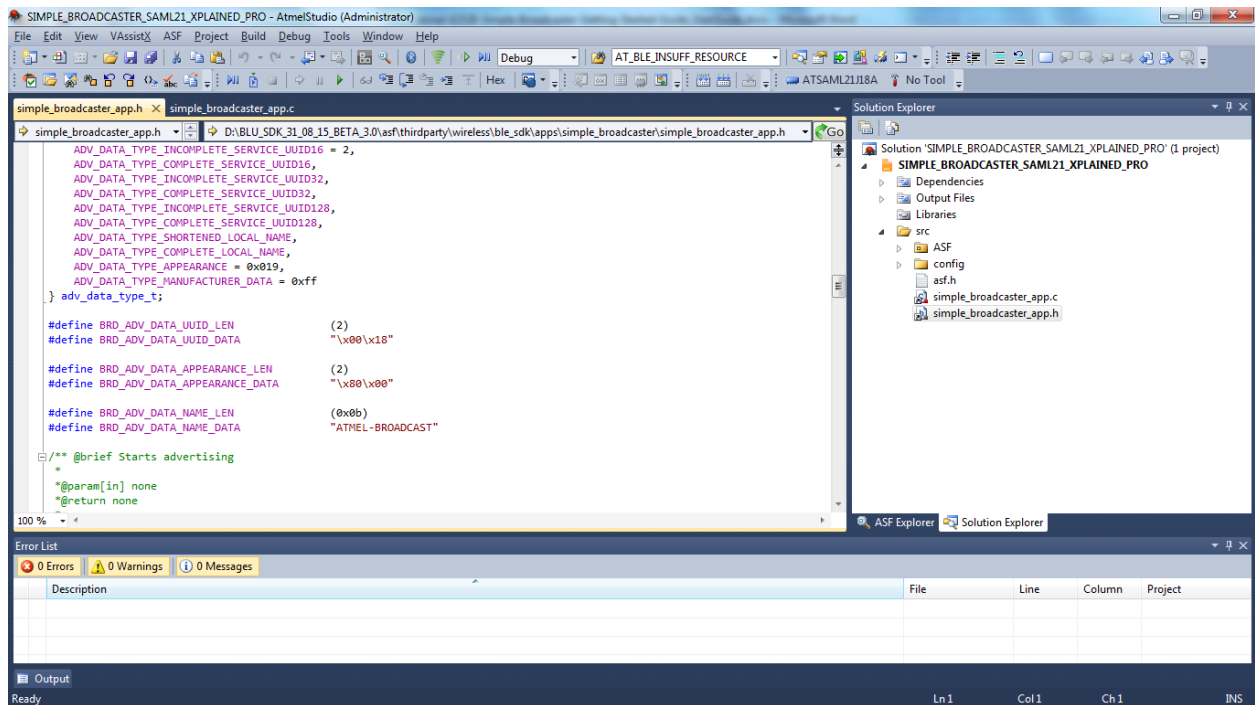 SIMPLE_BROADCASTER_SAML21_XPLAINED_PRO - AtmelStudio (Administrator)
File Edit View VAssistX ASF Project Build Debug Tools Window Help
Debug AT_BLE_INSUFF_RESOURCE
Hex ATSAML21J18A No Tool
simple_broadcaster_app.h simple_broadcaster_app.c
simple_broadcaster_app.h D:\BLU_SDK_31_08_15_BETA_3.0\asf\thirdparty\wireless\ble_sdk\apps\simple_broadcaster\simple_broadcaster_app.h Go
ADV_DATA_TYPE_INCOMPLETE_SERVICE_UUID16 = 2,
ADV_DATA_TYPE_COMPLETE_SERVICE_UUID16,
ADV_DATA_TYPE_INCOMPLETE_SERVICE_UUID32,
ADV_DATA_TYPE_COMPLETE_SERVICE_UUID32,
ADV_DATA_TYPE_INCOMPLETE_SERVICE_UUID128,
ADV_DATA_TYPE_COMPLETE_SERVICE_UUID128,
ADV_DATA_TYPE_SHORTENED_LOCAL_NAME,
ADV_DATA_TYPE_COMPLETE_LOCAL_NAME,
ADV_DATA_TYPE_APPEARANCE = 0x019,
ADV_DATA_TYPE_MANUFACTURER_DATA = 0xff
} adv_data_type_t;
#define BRD_ADV_DATA_UUID_LEN (2)
#define BRD_ADV_DATA_UUID_DATA "\x00\x18"
#define BRD_ADV_DATA_APPEARANCE_LEN (2)
#define BRD_ADV_DATA_APPEARANCE_DATA "\x80\x00"
#define BRD_ADV_DATA_NAME_LEN (0x0b)
#define BRD_ADV_DATA_NAME_DATA "ATMEL-BROADCAST"
/** @brief Starts advertising
*
*@param[in] none
*@return none
100 %
Solution Explorer
Solution 'SIMPLE_BROADCASTER_SAML21_XPLAINED_PRO' (1 project)
SIMPLE_BROADCASTER_SAML21_XPLAINED_PRO
Dependencies
Output Files
Libraries
src
ASF
config
asf.h
simple_broadcaster_app.c
simple_broadcaster_app.h
ASF Explorer Solution Explorer
Error List
0 Errors 0 Warnings 0 Messages
Description File Line Column Project
Output
Ready Ln 1 Col 1 Ch 1 INS